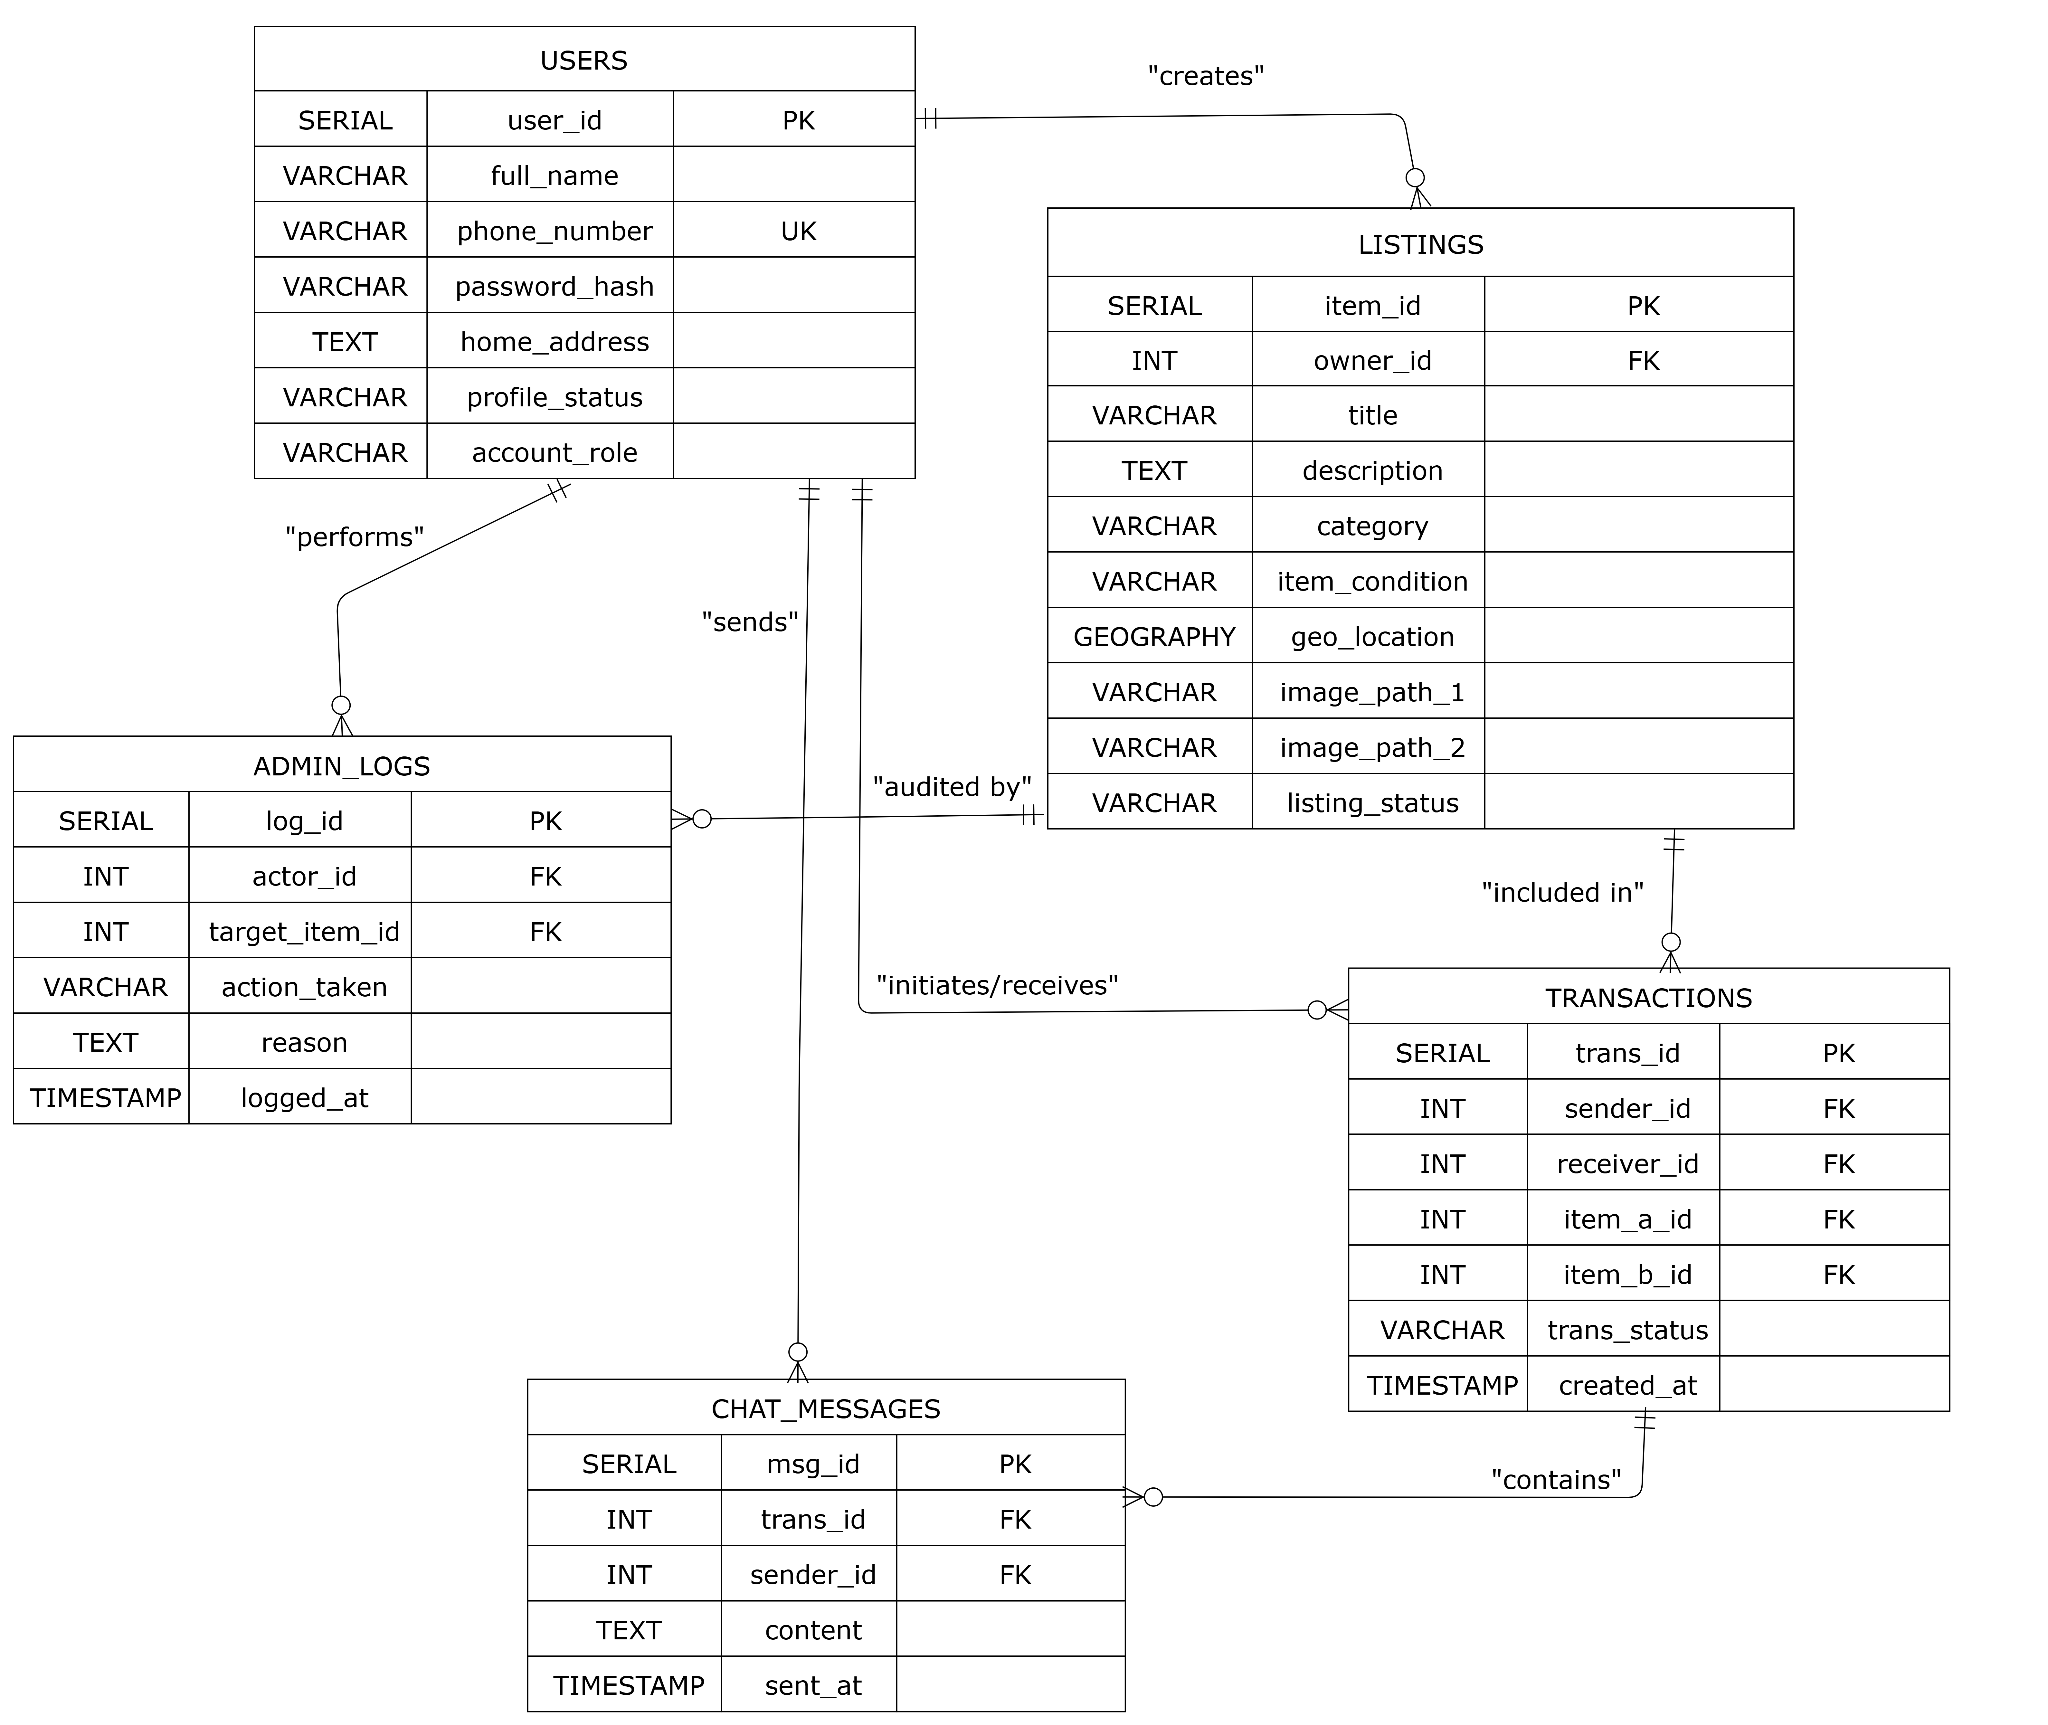 USERS
SERIAL user_id PK
VARCHAR full_name
VARCHAR phone_number UK
VARCHAR password_hash
TEXT home_address
VARCHAR profile_status
VARCHAR account_role
"creates"
LISTINGS
SERIAL item_id PK
INT owner_id FK
VARCHAR title
TEXT description
VARCHAR category
VARCHAR item_condition
GEOGRAPHY geo_location
VARCHAR image_path_1
VARCHAR image_path_2
VARCHAR listing_status
"performs"
"sends"
"audited by"
ADMIN_LOGS
SERIAL log_id PK
INT actor_id FK
INT target_item_id FK
VARCHAR action_taken
TEXT reason
TIMESTAMP logged_at
"included in"
"initiates/receives"
TRANSACTIONS
SERIAL trans_id PK
INT sender_id FK
INT receiver_id FK
INT item_a_id FK
INT item_b_id FK
VARCHAR trans_status
TIMESTAMP created_at
"contains"
CHAT_MESSAGES
SERIAL msg_id PK
INT trans_id FK
INT sender_id FK
TEXT content
TIMESTAMP sent_at